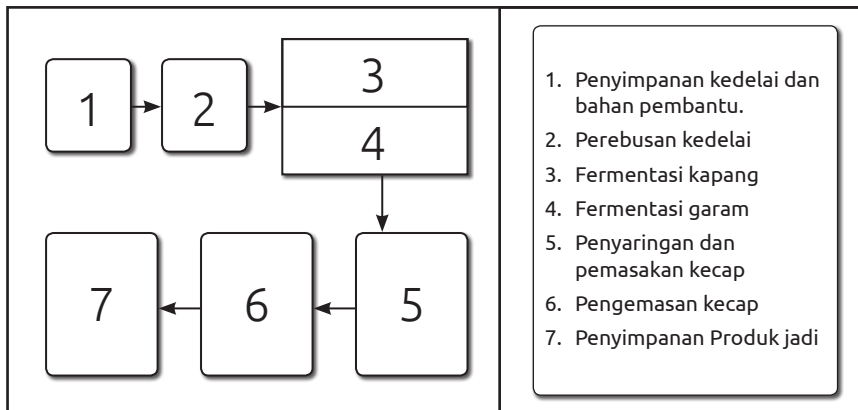 1
2
3
4
5
6
7
1. Penyimpanan kedelai dan
bahan pembantu.
2. Perebusan kedelai
3. Fermentasi kapang
4. Fermentasi garam
5. Penyaringan dan
pemasakan kecap
6. Pengemasan kecap
7. Penyimpanan Produk jadi